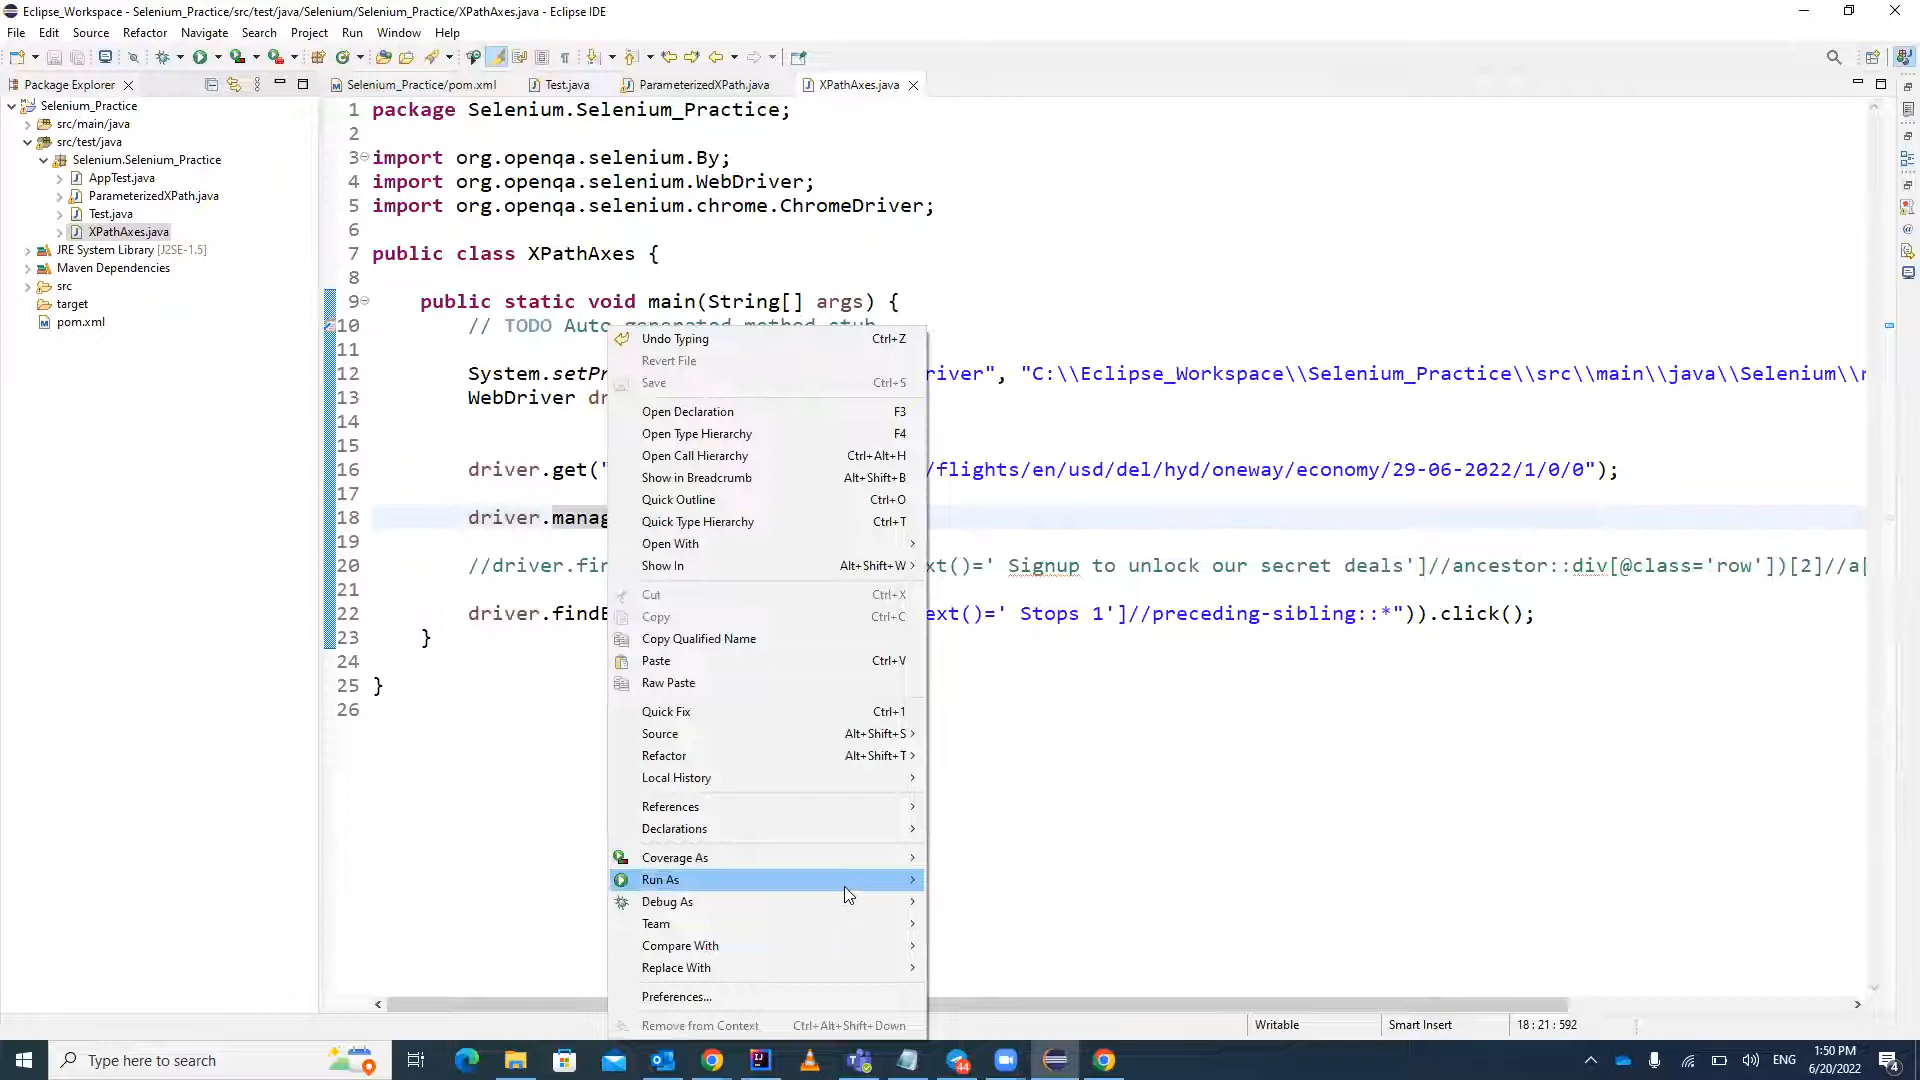 Eclipse_Workspace - Selenium_Practice/src/test/java/Selenium/Selenium_Practice/XPathAxes.java - Eclipse IDE
File Edit Source Refactor Navigate Search Project Run Window Help
Package Explorer
Selenium_Practice/pom.xml Test.java ParameterizedXPath.java XPathAxes.java
Selenium_Practice
src/main/java
src/test/java
Selenium.Selenium_Practice
AppTest.java
ParameterizedXPath.java
Test.java
XPathAxes.java
JRE System Library [J2SE-1.5]
Maven Dependencies
src
target
pom.xml
1 package Selenium.Selenium_Practice;
2
3 import org.openqa.selenium.By;
4 import org.openqa.selenium.WebDriver;
5 import org.openqa.selenium.chrome.ChromeDriver;
6
7 public class XPathAxes {
8
9 public static void main(String[] args) {
10 // TODO Auto-generated method stub
11
12 System.setPr river", "C:\\Eclipse_Workspace\\Selenium_Practice\\src\\main\\java\\Selenium\\r
13 WebDriver dr
14
15
16 driver.get(" /flights/en/usd/del/hyd/oneway/economy/29-06-2022/1/0/0");
17
18 driver.manag
19
20 //driver.fin xt()=' Signup to unlock our secret deals']//ancestor::div[@class='row'])[2]//a[
21
22 driver.findE ext()=' Stops 1']//preceding-sibling::*")).click();
23 }
24
25 }
26
Undo Typing Ctrl+Z
Revert File
Save Ctrl+S
Open Declaration F3
Open Type Hierarchy F4
Open Call Hierarchy Ctrl+Alt+H
Show in Breadcrumb Alt+Shift+B
Quick Outline Ctrl+O
Quick Type Hierarchy Ctrl+T
Open With
Show In Alt+Shift+W
Cut Ctrl+X
Copy Ctrl+C
Copy Qualified Name
Paste Ctrl+V
Raw Paste
Quick Fix Ctrl+1
Source Alt+Shift+S
Refactor Alt+Shift+T
Local History
References
Declarations
Coverage As
Run As
Debug As
Team
Compare With
Replace With
Preferences...
Remove from Context Ctrl+Alt+Shift+Down
Writable Smart Insert 18 : 21 : 592
Type here to search
44
ENG
1:50 PM
6/20/2022
4